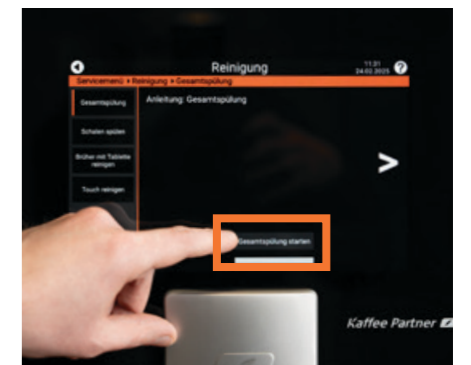 Reinigung
11:31
24.02.2025
?
Servicemenü Reinigung Gesamtspülung
Gesamtspülung
Anleitung: Gesamtspülung
Schalen spülen
Brüher mit Tablette
reinigen
Touch reinigen
>
Gesamtspülung starten
Kaffee Partner